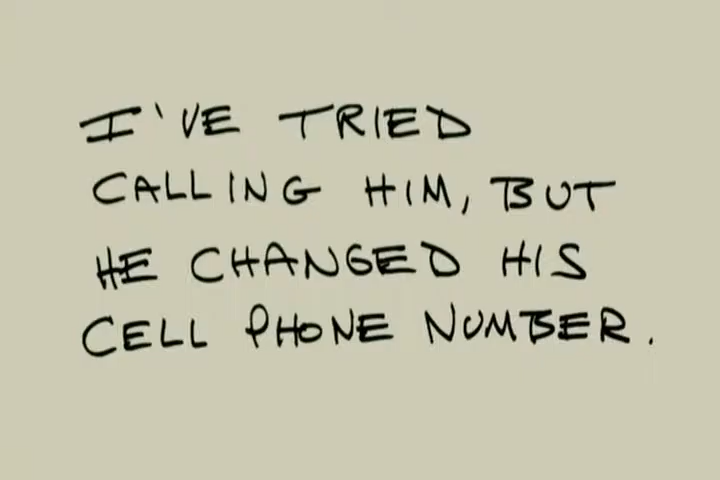 I'VE TRIED
CALLING HIM, BUT
HE CHANGED HIS
CELL PHONE NUMBER.